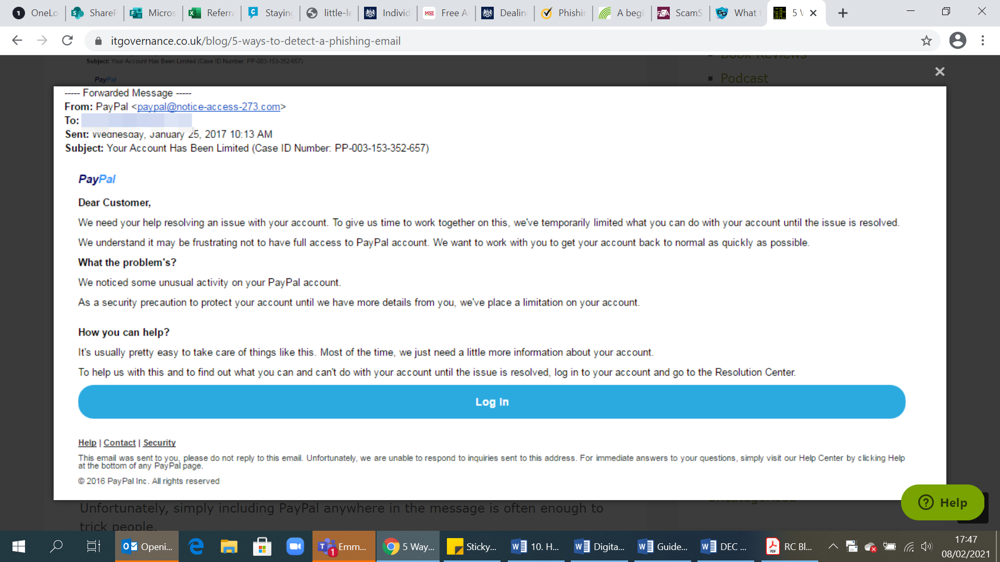 OneLo
ShareP
Micros
Referra
Staying
little-le
Individ
MSE
Free A
Dealin
Phishin
A begi
FCA
ScamS
What t
5 W
itgovernance.co.uk/blog/5-ways-to-detect-a-phishing-email
Subject: Your Account Has Been Limited (Case ID Number: PP-003-153-352-657)
PayPal
Book Reviews
Podcast
----- Forwarded Message -----
From: PayPal <paypal@notice-access-273.com>
To:
Sent: Wednesday, January 25, 2017 10:13 AM
Subject: Your Account Has Been Limited (Case ID Number: PP-003-153-352-657)
PayPal
Dear Customer,
We need your help resolving an issue with your account. To give us time to work together on this, we've temporarily limited what you can do with your account until the issue is resolved.
We understand it may be frustrating not to have full access to PayPal account. We want to work with you to get your account back to normal as quickly as possible.
What the problem's?
We noticed some unusual activity on your PayPal account.
As a security precaution to protect your account until we have more details from you, we've place a limitation on your account.
How you can help?
It's usually pretty easy to take care of things like this. Most of the time, we just need a little more information about your account.
To help us with this and to find out what you can and can't do with your account until the issue is resolved, log in to your account and go to the Resolution Center.
Log In
Help | Contact | Security
This email was sent to you, please do not reply to this email. Unfortunately, we are unable to respond to inquiries sent to this address. For immediate answers to your questions, simply visit our Help Center by clicking Help
at the bottom of any PayPal page.
© 2016 PayPal Inc. All rights reserved
Unfortunately, simply including PayPal anywhere in the message is often enough to
trick people.
Help
Openi...
Emm...
5 Way...
Sticky...
10. H...
Digita...
Guide...
DEC ...
RC Bl...
17:47
08/02/2021